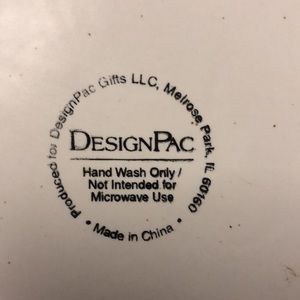 • Produced for DesignPac Gifts LLC, Melrose Park, IL 60160 •
DESIGNPAC
Hand Wash Only /
Not Intended for
Microwave Use
Made in China